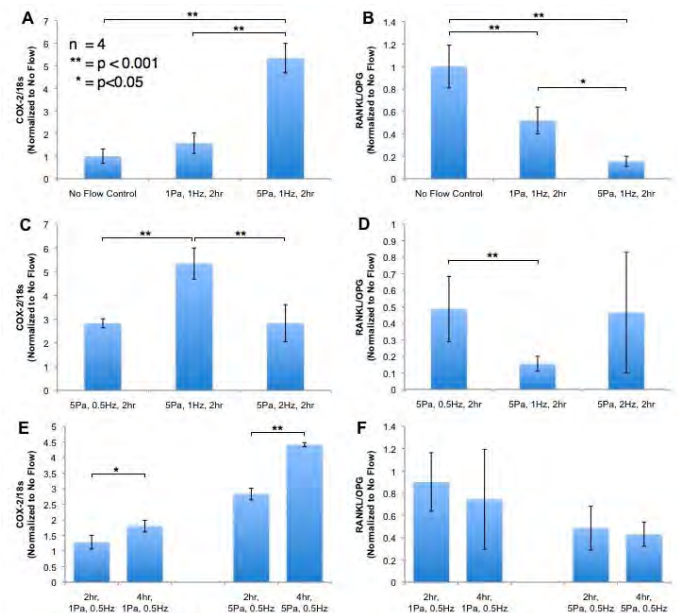 A
COX-2/18s
(Normalized to No Flow)
7
6
5
4
3
2
1
0
n = 4
** = p < 0.001
* = p<0.05
**
**
No Flow Control
1Pa, 1Hz, 2hr
5Pa, 1Hz, 2hr
B
RANKL/OPG
(Normalized to No Flow)
1.4
1.2
1
0.8
0.6
0.4
0.2
0
**
**
*
No Flow Control
1Pa, 1Hz, 2hr
5Pa, 1Hz, 2hr
C
COX-2/18s
(Normalized to No Flow)
7
6
5
4
3
2
1
0
**
**
5Pa, 0.5Hz, 2hr
5Pa, 1Hz, 2hr
5Pa, 2Hz, 2hr
D
RANKL/OPG
(Normalized to No Flow)
1
0.9
0.8
0.7
0.6
0.5
0.4
0.3
0.2
0.1
0
**
5Pa, 0.5Hz, 2hr
5Pa, 1Hz, 2hr
5Pa, 2Hz, 2hr
E
COX-2/18s
(Normalized to No Flow)
5
4.5
4
3.5
3
2.5
2
1.5
1
0.5
0
*
**
2hr,
1Pa, 0.5Hz
4hr,
1Pa, 0.5Hz
2hr,
5Pa, 0.5Hz
4hr,
5Pa, 0.5Hz
F
RANKL/OPG
(Normalized to No Flow)
1.4
1.2
1
0.8
0.6
0.4
0.2
0
2hr,
1Pa, 0.5Hz
4hr,
1Pa, 0.5Hz
2hr,
5Pa, 0.5Hz
4hr,
5Pa, 0.5Hz